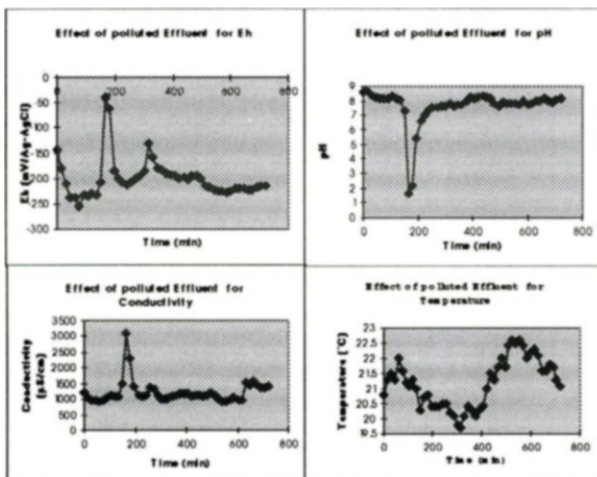 Effect of polluted Effluent for Eh
0
-50
-100
-150
-200
-250
-300
0 200 400 600 800
Eh (mV/Ag-AgCl)
Time (min)
Effect of polluted Effluent for pH
9
8
7
6
5
4
3
2
1
0
0 200 400 600 800
pH
Time (min)
Effect of polluted Effluent for
Conductivity
3500
3000
2500
2000
1500
1000
500
0
0 200 400 600 800
Conductivity
(µS/cm)
Time (min)
Effect of polluted Effluent for
Temperature
23
22.5
22
21.5
21
20.5
20
19.5
0 200 400 600 800
Temperature (°C)
Time (min)